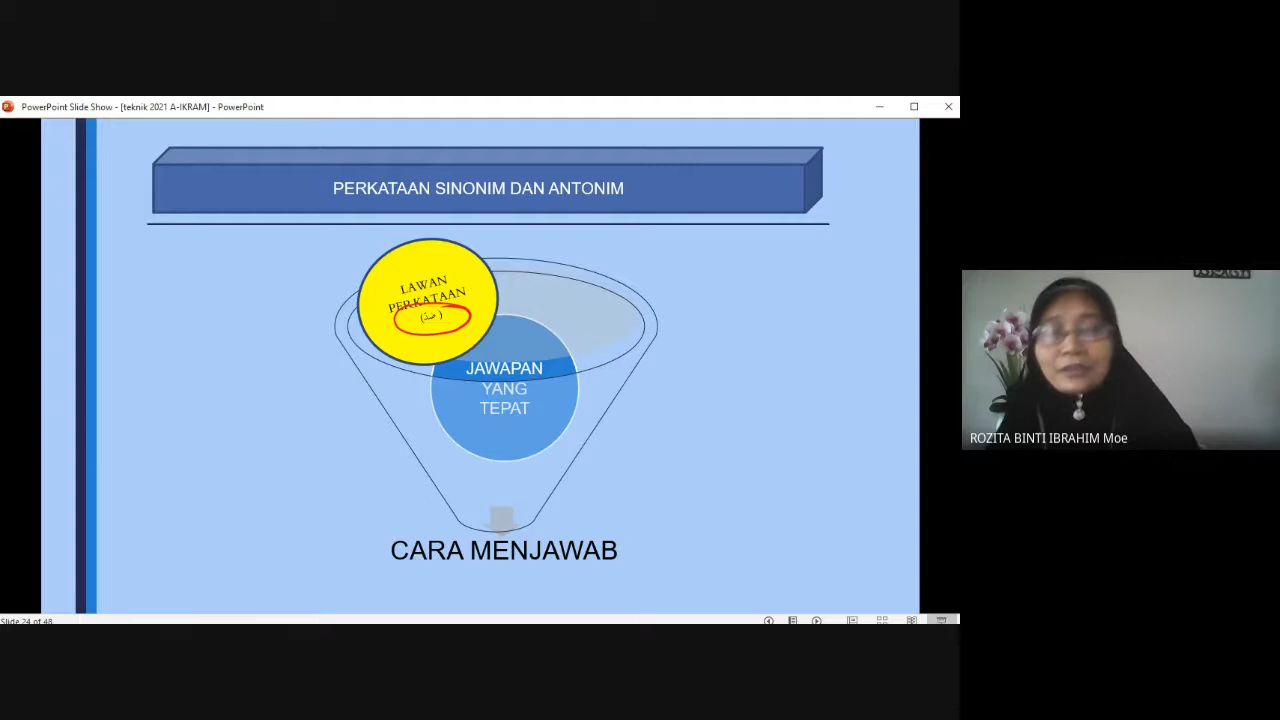 PowerPoint Slide Show - [teknik 2021 A-IKRAM] - PowerPoint
PERKATAAN SINONIM DAN ANTONIM
LAWAN
PERKATAAN
(ضدّ )
JAWAPAN
YANG
TEPAT
CARA MENJAWAB
Slide 24 of 48
ROZITA BINTI IBRAHIM Moe